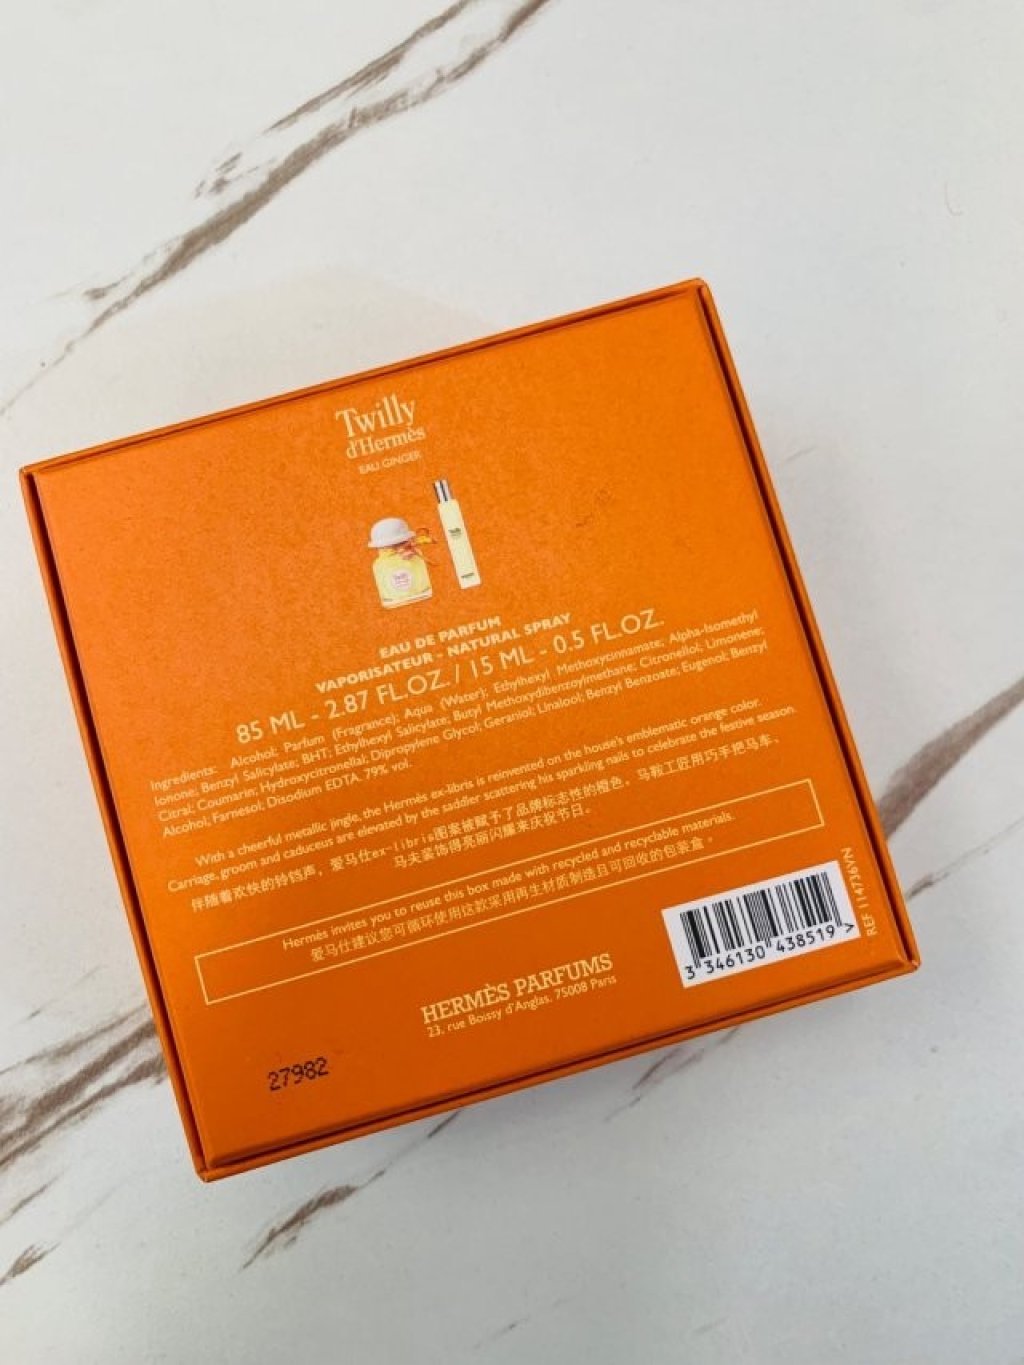 Twilly
d'Hermès
EAU GINGER
EAU DE PARFUM
VAPORISATEUR - NATURAL SPRAY
85 ML - 2.87 FL.OZ. / 15 ML - 0.5 FL.OZ.
Ingredients: Alcohol; Parfum (Fragrance); Aqua (Water); Ethylhexyl Methoxycinnamate; Alpha-Isomethyl
Ionone; Benzyl Salicylate; BHT; Ethylhexyl Salicylate; Butyl Methoxydibenzoylmethane; Citronellol; Limonene;
Citral; Coumarin; Hydroxycitronellal; Dipropylene Glycol; Geraniol; Linalool; Benzyl Benzoate; Eugenol; Benzyl
Alcohol; Farnesol; Disodium EDTA. 79% vol.
With a cheerful metallic jingle, the Hermès ex-libris is reinvented on the house's emblematic orange color.
Carriage, groom and caduceus are elevated by the saddler scattering his sparkling nails to celebrate the festive season.
伴随着欢快的铃铛声，爱马仕ex-libris图案被赋予了品牌标志性的橙色。马鞍工匠用巧手把马车、
马夫装饰得亮丽闪耀来庆祝节日。
Hermès invites you to reuse this box made with recycled and recyclable materials.
爱马仕建议您可循环使用这款采用再生材质制造且可回收的包装盒。
HERMÈS PARFUMS
23, rue Boissy d'Anglas, 75008 Paris
3 346130 438519 >
REF 114736VN
27982